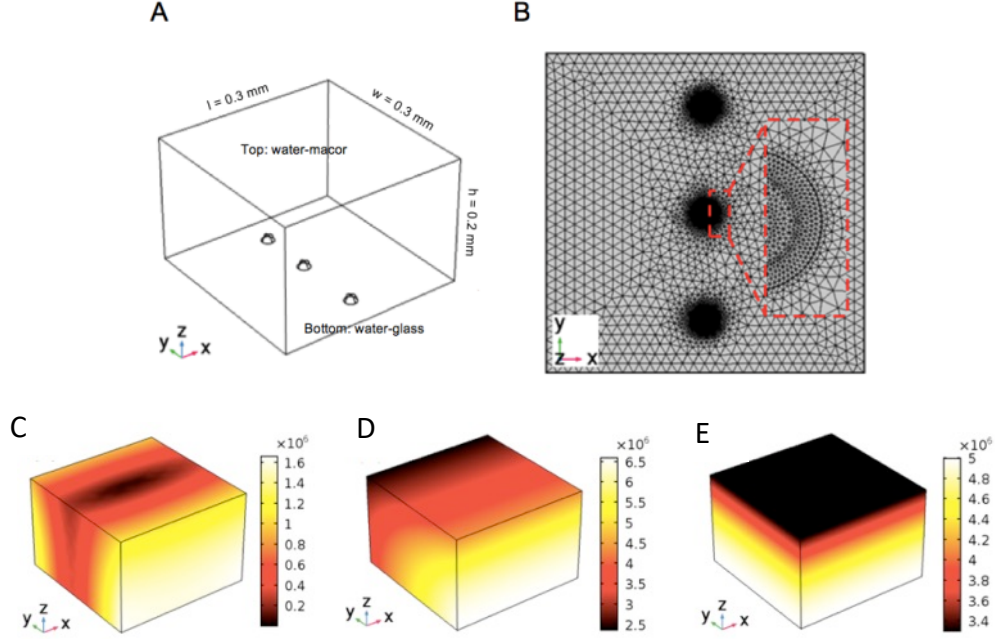 A
l = 0.3 mm
w = 0.3 mm
Top: water-macor
h = 0.2 mm
Bottom: water-glass
y z x
B
y
z x
C
×10⁶
1.6
1.4
1.2
1
0.8
0.6
0.4
0.2
y z x
D
×10⁶
6.5
6
5.5
5
4.5
4
3.5
3
2.5
y z x
E
×10⁶
5
4.8
4.6
4.4
4.2
4
3.8
3.6
3.4
y z x